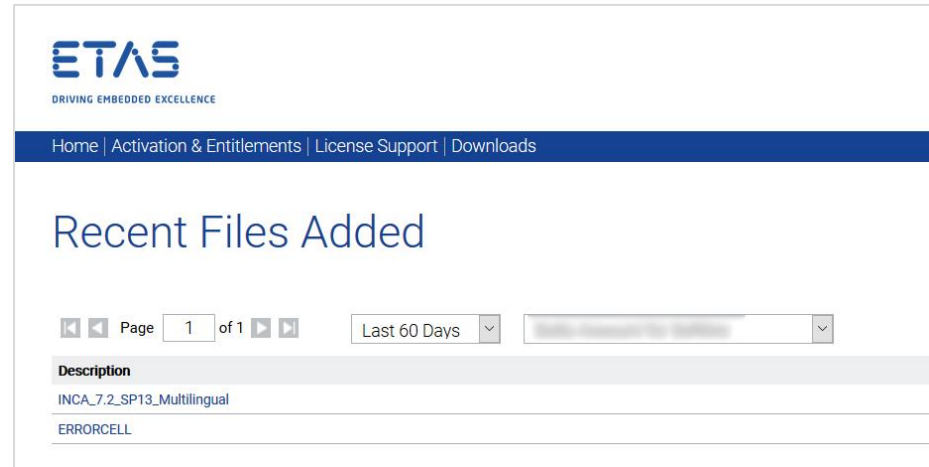 ETAS
DRIVING EMBEDDED EXCELLENCE
Home | Activation & Entitlements | License Support | Downloads
Recent Files Added
Page 1 of 1 Last 60 Days
Description
INCA_7.2_SP13_Multilingual
ERRORCELL